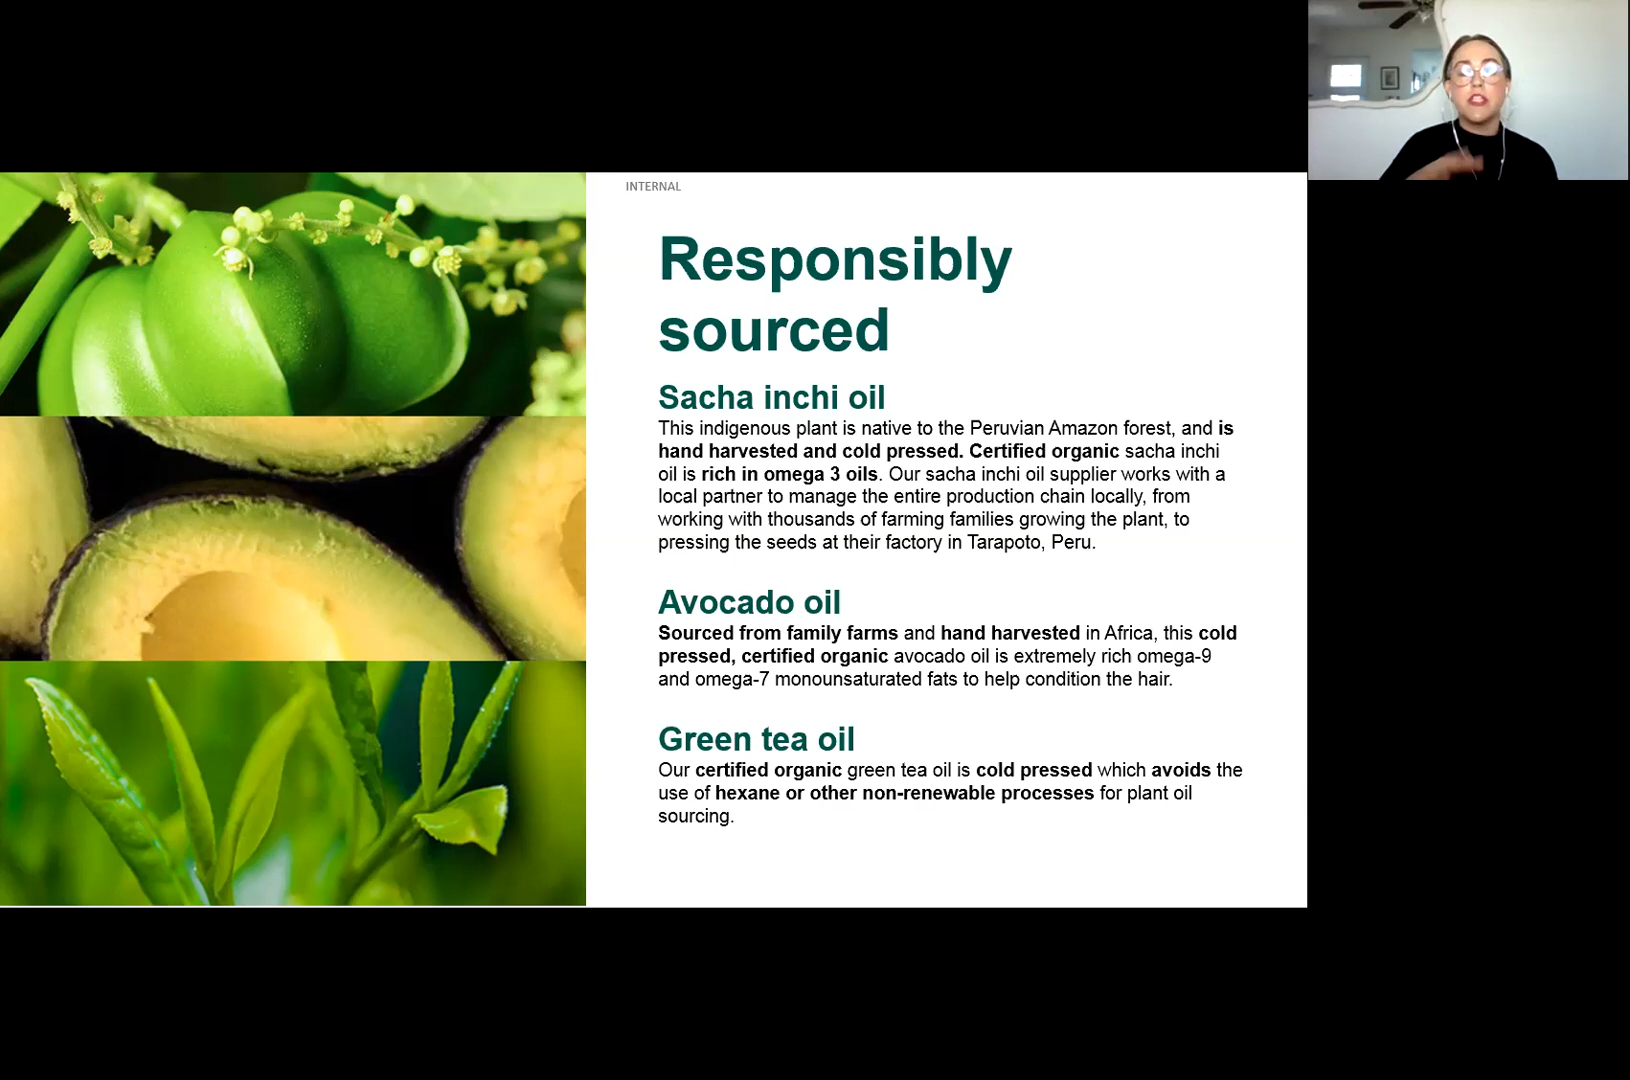 INTERNAL
Responsibly
sourced
Sacha inchi oil
This indigenous plant is native to the Peruvian Amazon forest, and is
hand harvested and cold pressed. Certified organic sacha inchi
oil is rich in omega 3 oils. Our sacha inchi oil supplier works with a
local partner to manage the entire production chain locally, from
working with thousands of farming families growing the plant, to
pressing the seeds at their factory in Tarapoto, Peru.
Avocado oil
Sourced from family farms and hand harvested in Africa, this cold
pressed, certified organic avocado oil is extremely rich omega-9
and omega-7 monounsaturated fats to help condition the hair.
Green tea oil
Our certified organic green tea oil is cold pressed which avoids the
use of hexane or other non-renewable processes for plant oil
sourcing.